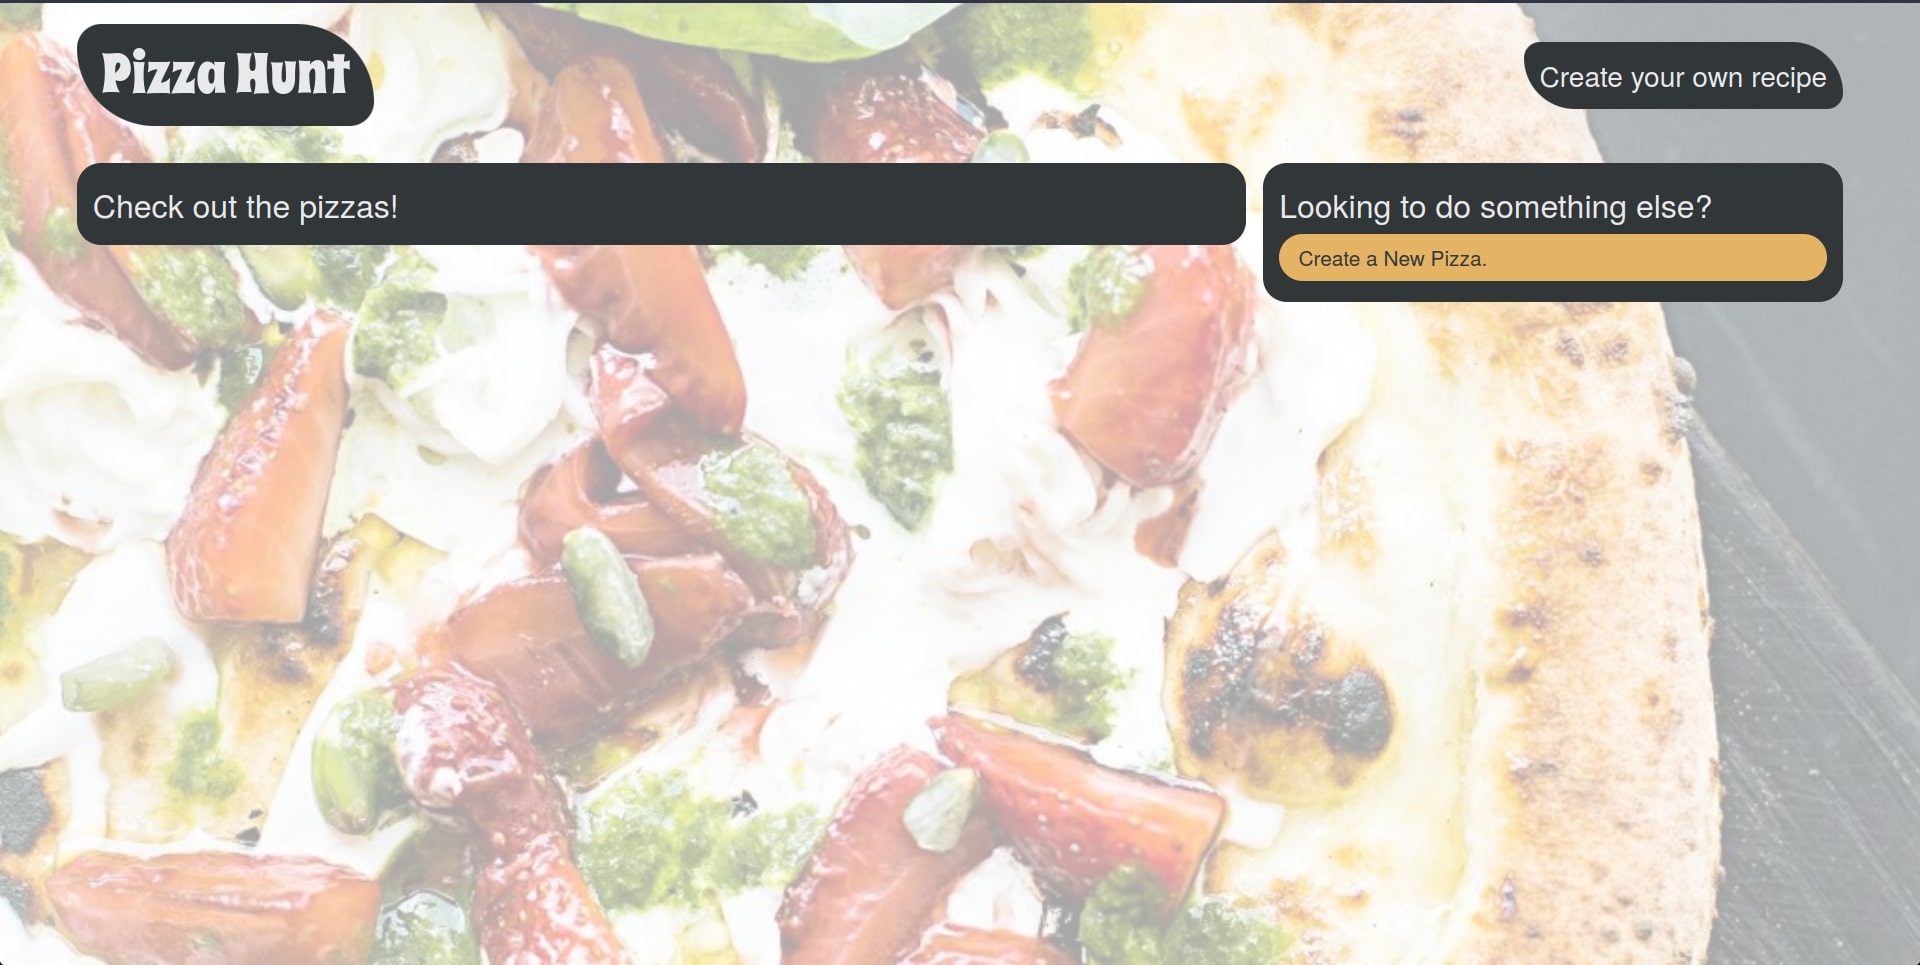 Pizza Hunt
Create your own recipe
Check out the pizzas!
Looking to do something else?
Create a New Pizza.